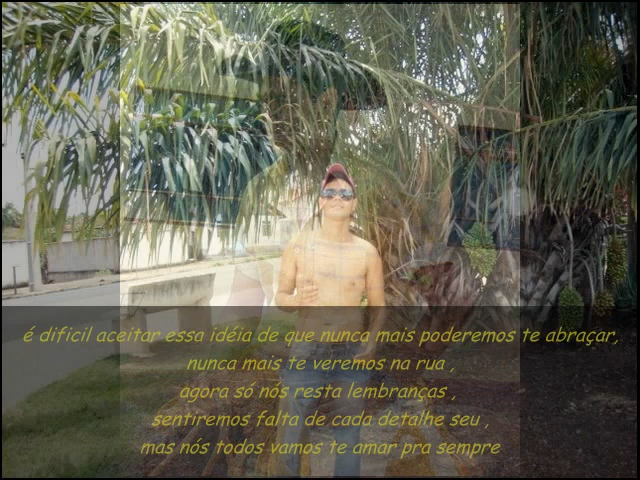 é dificil aceitar essa idéia de que nunca mais poderemos te abraçar,
nunca mais te veremos na rua ,
agora só nós resta lembranças ,
sentiremos falta de cada detalhe seu ,
mas nós todos vamos te amar pra sempre